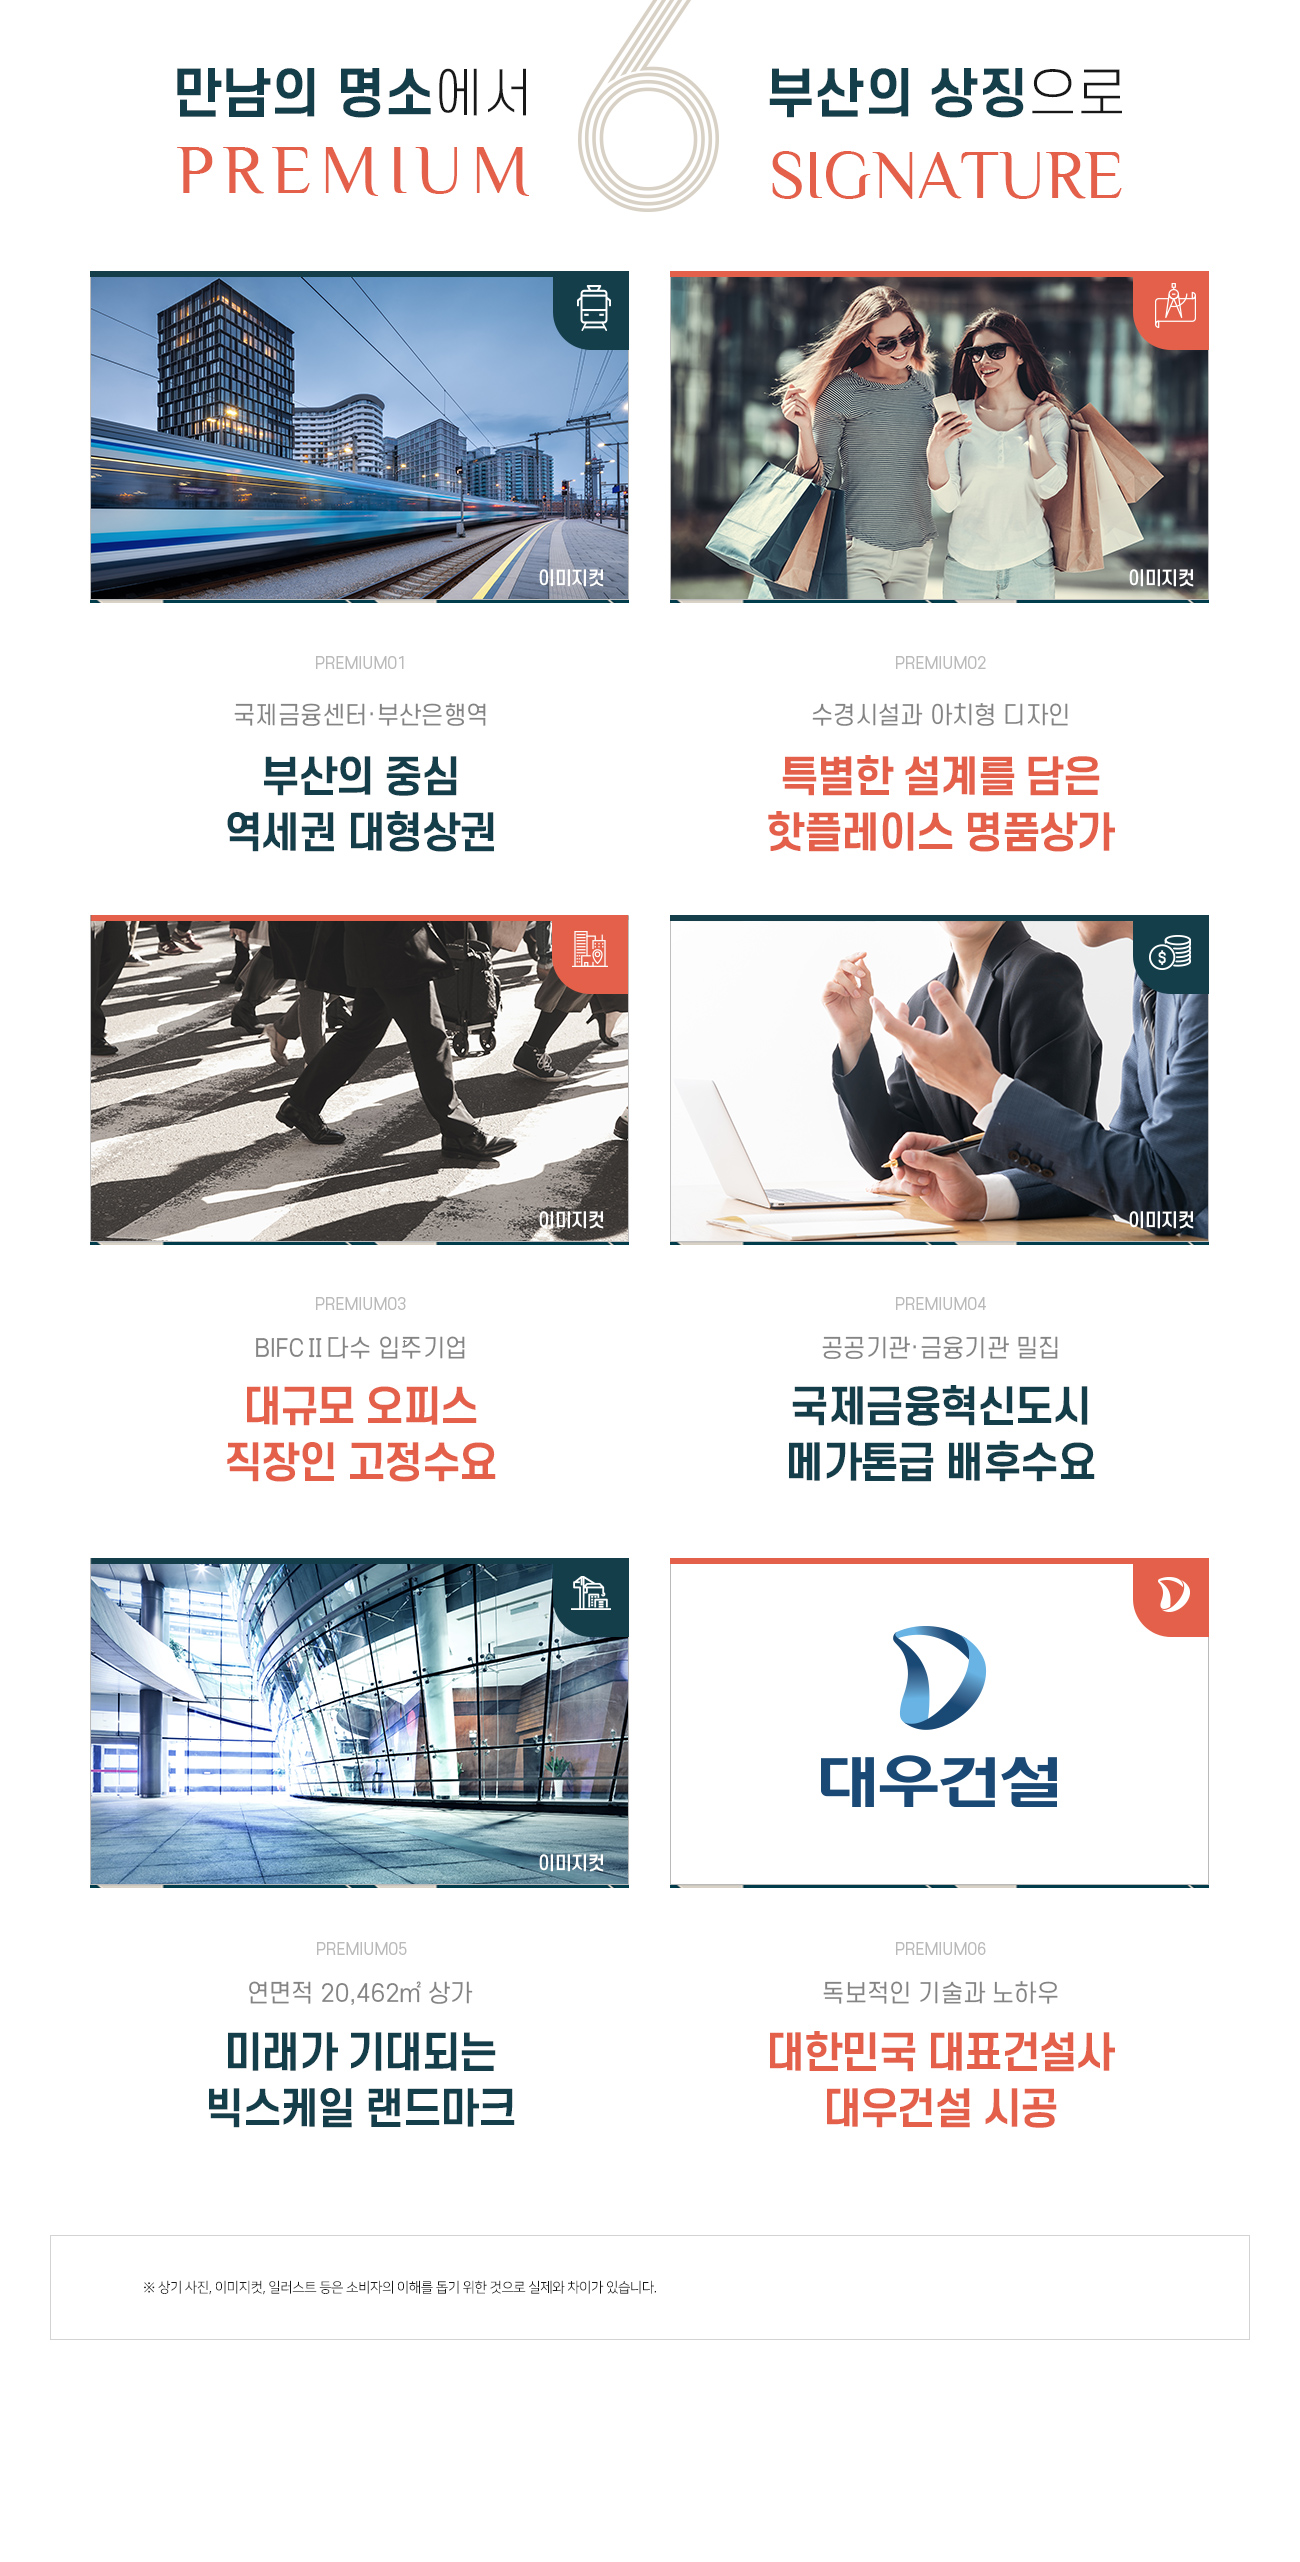 만남의 명소에서
PREMIUM
6
부산의 상징으로
SIGNATURE
이미지컷
이미지컷
PREMIUM01
국제금융센터·부산은행역
부산의 중심
역세권 대형상권
PREMIUM02
수경시설과 아치형 디자인
특별한 설계를 담은
핫플레이스 명품상가
이미지컷
$
이미지컷
PREMIUM03
BIFCⅡ다수 입주기업
대규모 오피스
직장인 고정수요
PREMIUM04
공공기관·금융기관 밀집
국제금융혁신도시
메가톤급 배후수요
이미지컷
대우건설
PREMIUM05
연면적 20,462㎡ 상가
미래가 기대되는
빅스케일 랜드마크
PREMIUM06
독보적인 기술과 노하우
대한민국 대표건설사
대우건설 시공
※ 상기 사진, 이미지컷, 일러스트 등은 소비자의 이해를 돕기 위한 것으로 실제와 차이가 있습니다.